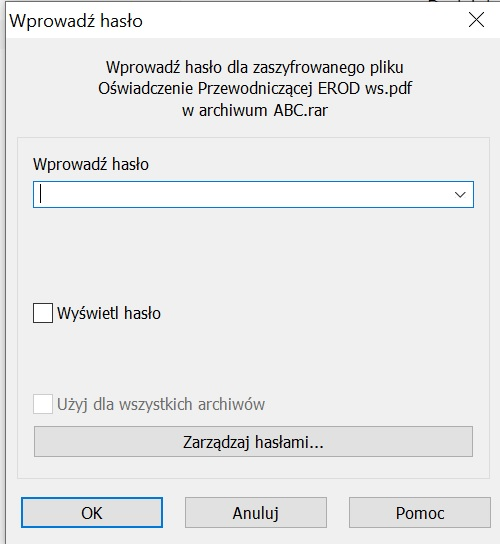 Wprowadź hasło
Wprowadź hasło dla zaszyfrowanego pliku
Oświadczenie Przewodniczącej EROD ws.pdf
w archiwum ABC.rar
Wprowadź hasło
Wyświetl hasło
Użyj dla wszystkich archiwów
Zarządzaj hasłami...
OK
Anuluj
Pomoc